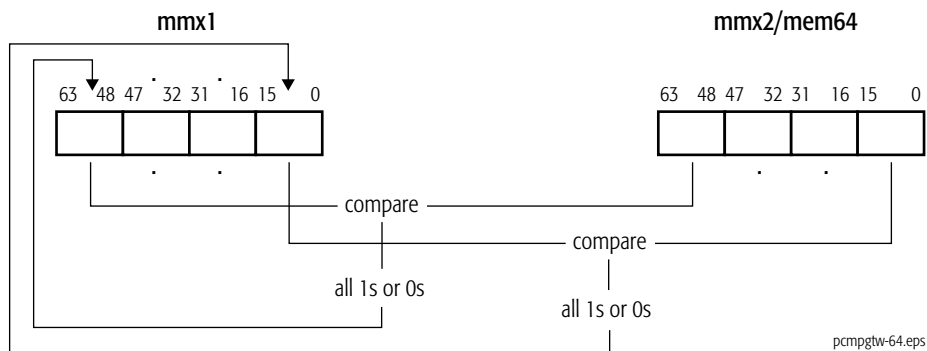 mmx1 mmx2/mem64
63 48 47 32 31 16 15 0 63 48 47 32 31 16 15 0
compare
compare
all 1s or 0s
all 1s or 0s
pcmpgtw-64.eps